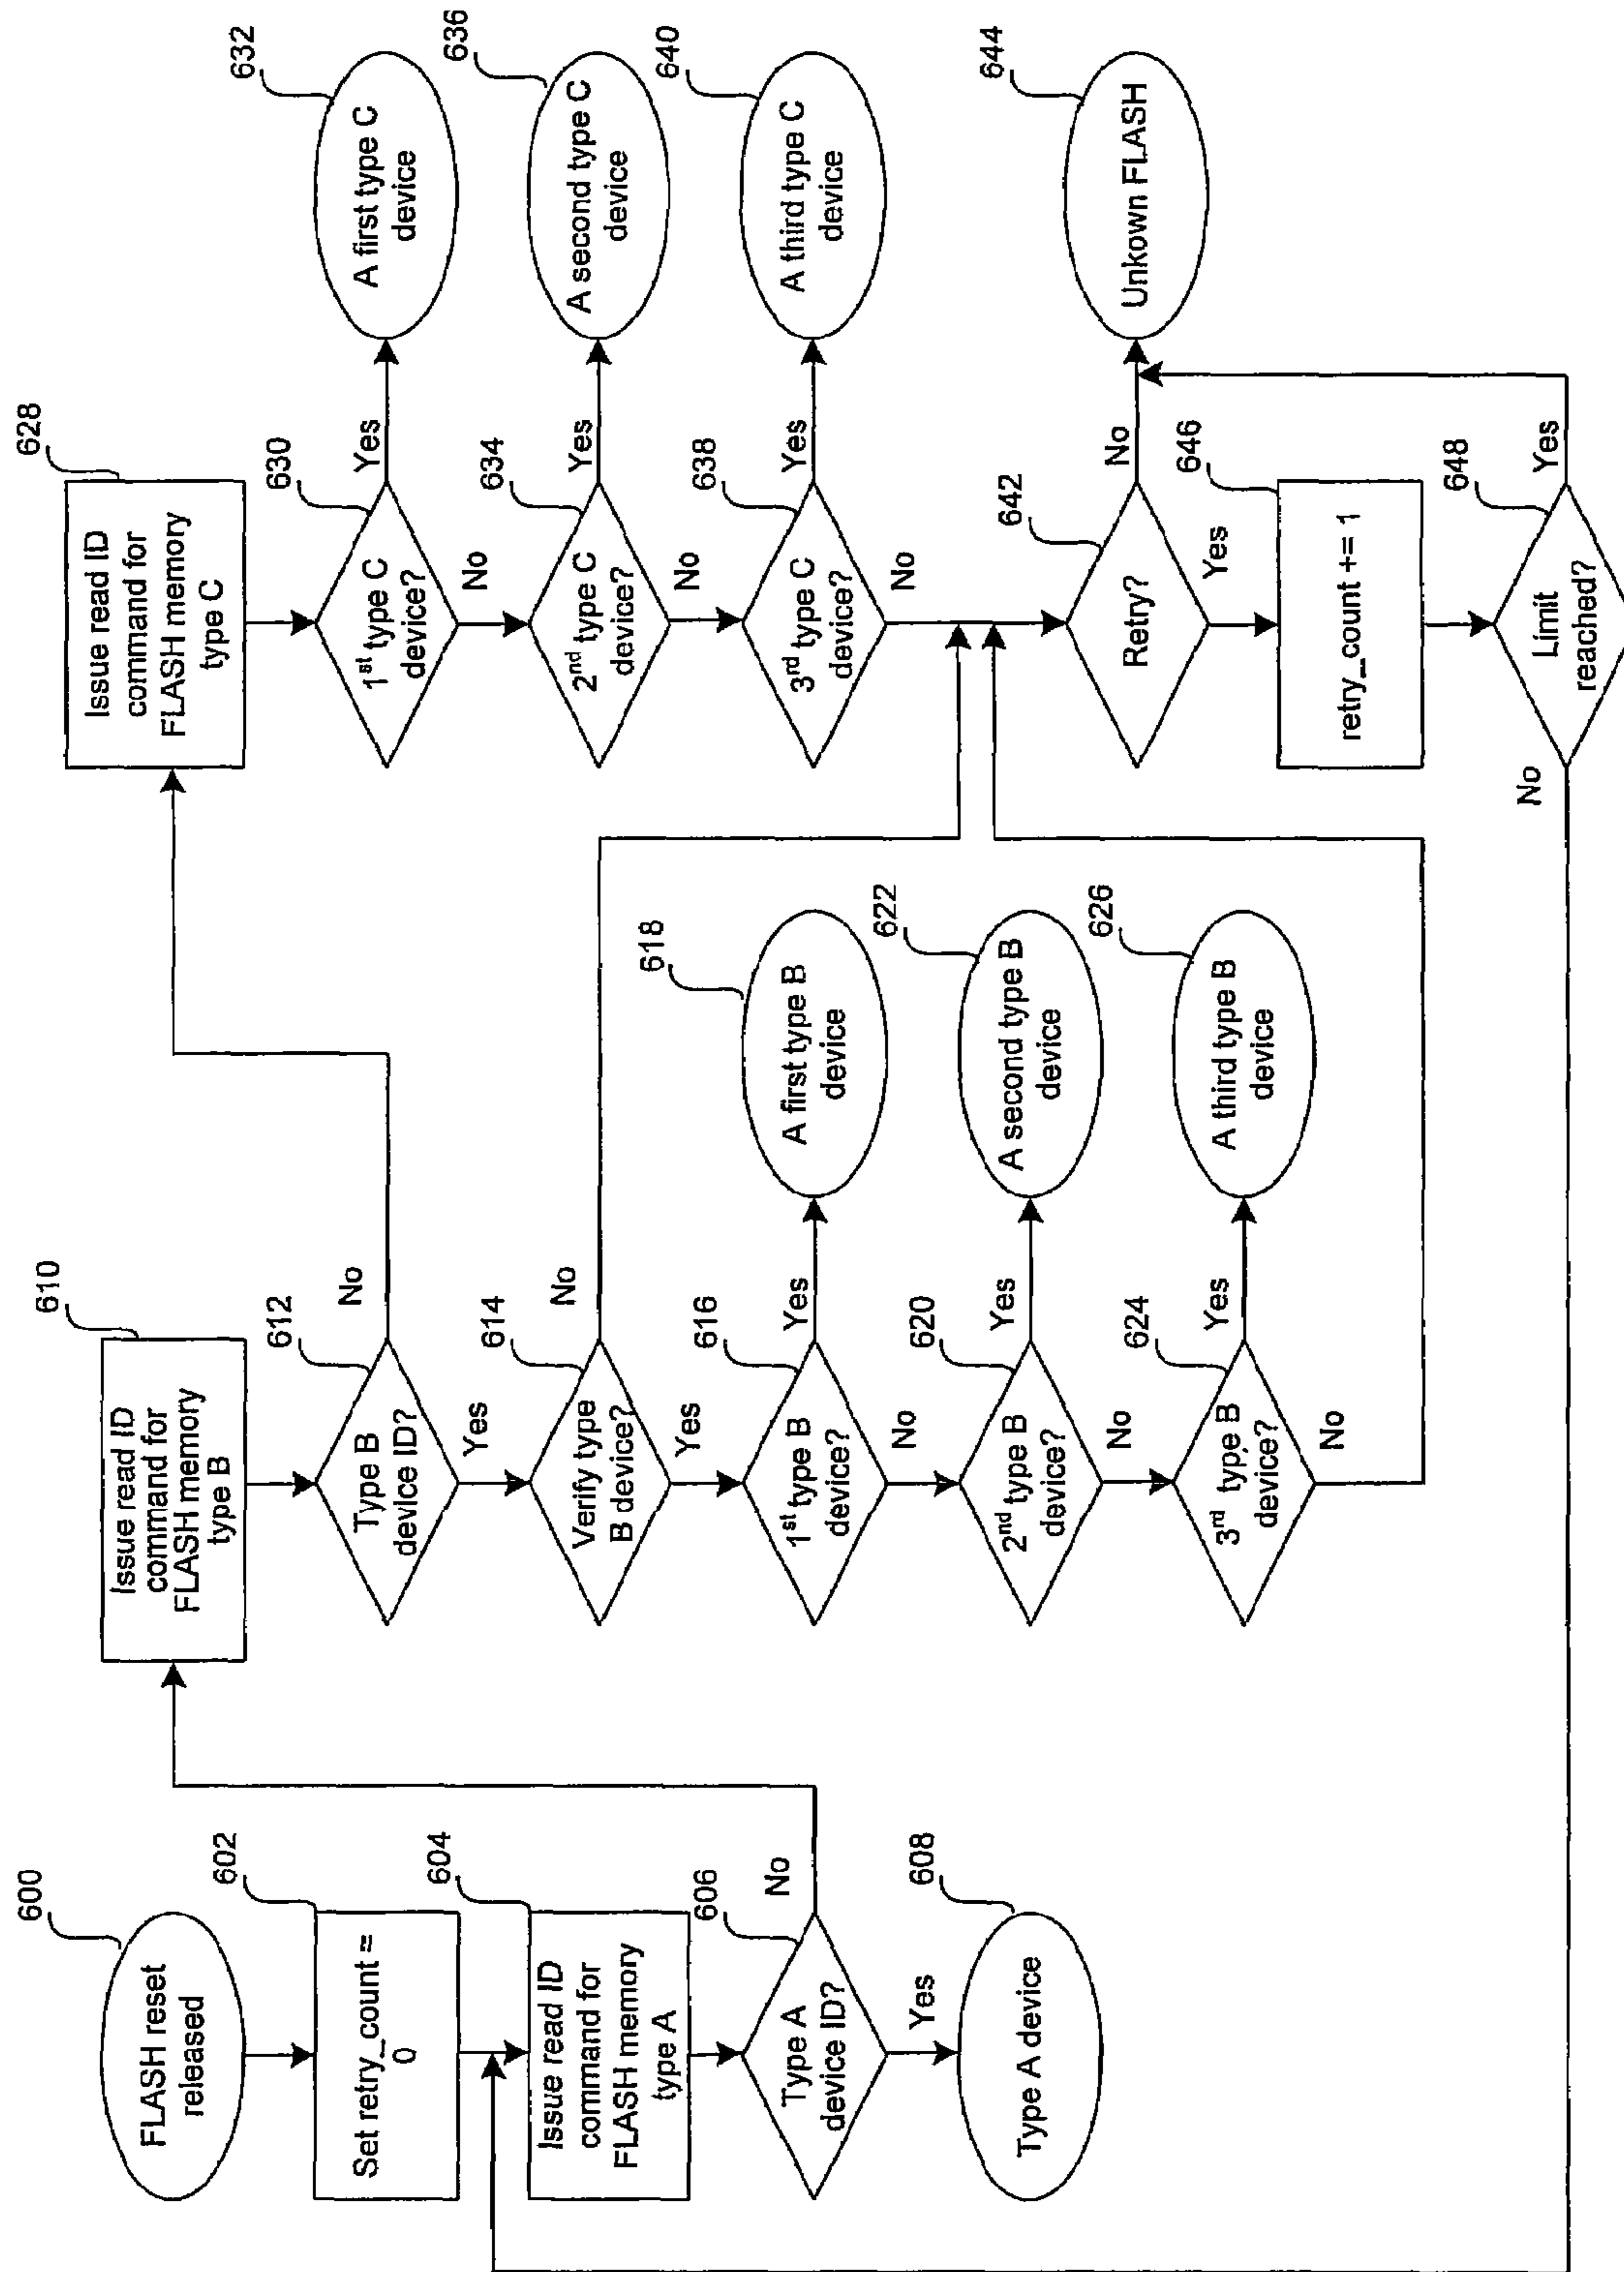 600
FLASH reset
released
602
Set retry_count =
0
604
Issue read ID
command for
FLASH memory
type A
606
Type A
device ID?
No
Yes
608
Type A device
610
Issue read ID
command for
FLASH memory
type B
612
Type B
device ID?
No
Yes
614
Verify type
B device?
No
Yes
616
1st type B
device?
Yes
No
618
A first type B
device
620
2nd type B
device?
Yes
No
622
A second type B
device
624
3rd type B
device?
Yes
No
626
A third type B
device
628
Issue read ID
command for
FLASH memory
type C
630
1st type C
device?
Yes
No
632
A first type C
device
634
2nd type C
device?
Yes
No
636
A second type C
device
638
3rd type C
device?
Yes
No
640
A third type C
device
642
Retry?
No
Yes
644
Unkown FLASH
646
retry_count += 1
648
Limit
reached?
Yes
No